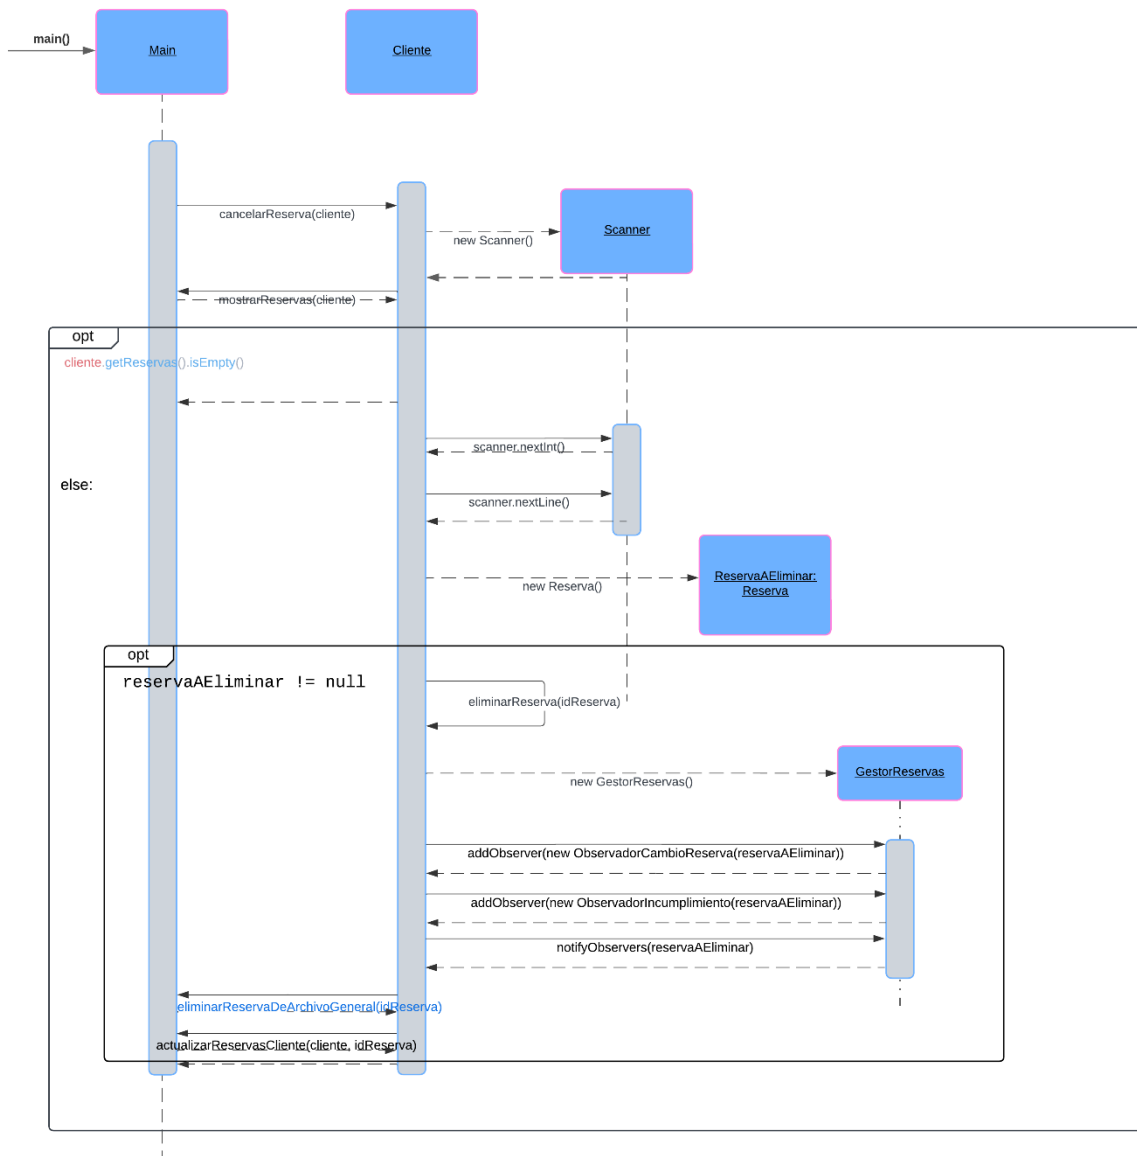 main()
Main
Cliente
cancelarReserva(cliente)
new Scanner()
Scanner
mostrarReservas(cliente)
opt
cliente.getReservas().isEmpty()
scanner.nextInt()
else:
scanner.nextLine()
new Reserva()
ReservaAEliminar:
Reserva
opt
reservaAEliminar != null
eliminarReserva(idReserva)
new GestorReservas()
GestorReservas
addObserver(new ObservadorCambioReserva(reservaAEliminar))
addObserver(new ObservadorIncumplimiento(reservaAEliminar))
notifyObservers(reservaAEliminar)
eliminarReservaDeArchivoGeneral(idReserva)
actualizarReservasCliente(cliente, idReserva)